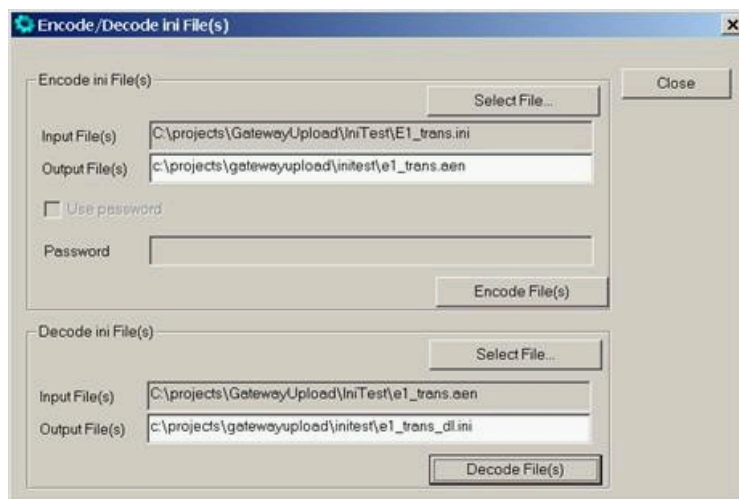 Encode/Decode ini File(s)
Encode ini File(s)
Select File...
Close
Input File(s) C:\projects\GatewayUpload\IniTest\E1_trans.ini
Output File(s) c:\projects\gatewayupload\initest\e1_trans.aen
Use password
Password
Encode File(s)
Decode ini File(s)
Select File...
Input File(s) C:\projects\GatewayUpload\IniTest\e1_trans.aen
Output File(s) c:\projects\gatewayupload\initest\e1_trans_dl.ini
Decode File(s)